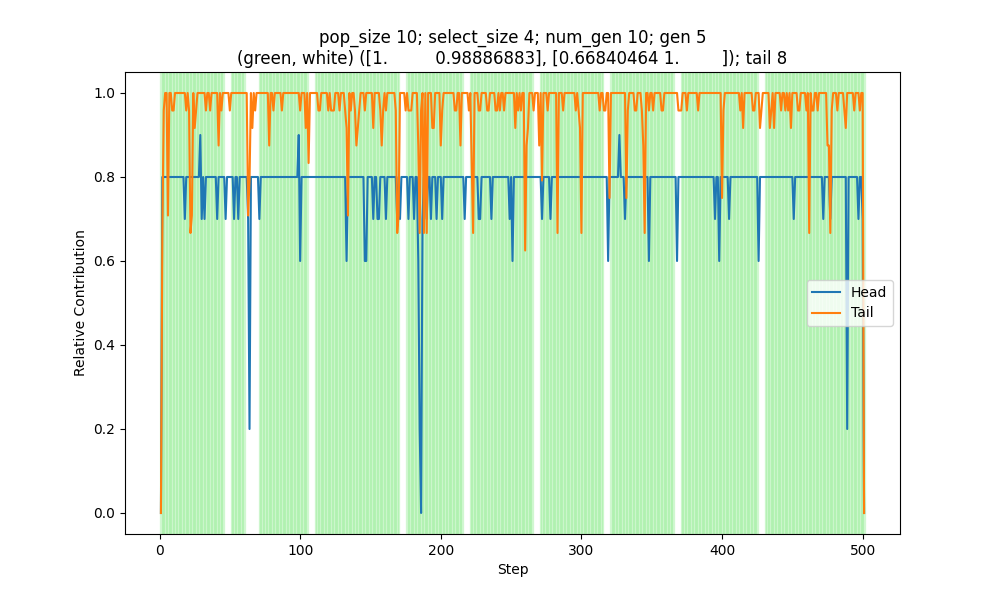 pop_size 10; select_size 4; num_gen 10; gen 5
(green, white) ([1. 0.98886883], [0.66840464 1. ]); tail 8
Relative Contribution
1.0
0.8
0.6
0.4
0.2
0.0
Head
Tail
0 100 200 300 400 500
Step